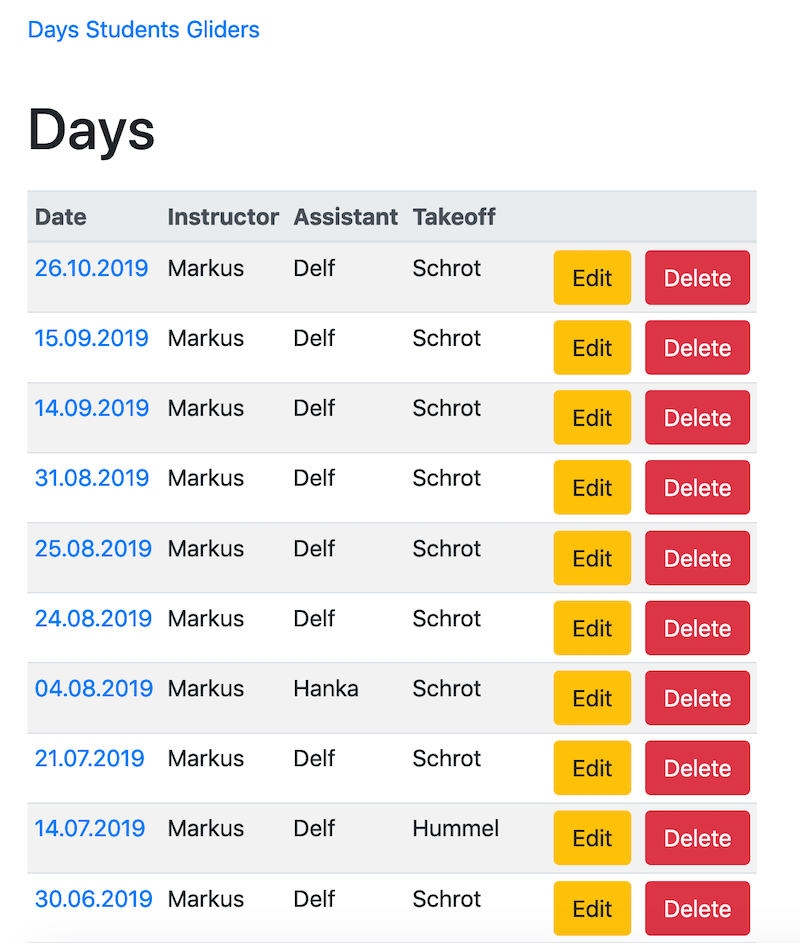 Days Students Gliders
Days
Date Instructor Assistant Takeoff
26.10.2019 Markus Delf Schrot Edit Delete
15.09.2019 Markus Delf Schrot Edit Delete
14.09.2019 Markus Delf Schrot Edit Delete
31.08.2019 Markus Delf Schrot Edit Delete
25.08.2019 Markus Delf Schrot Edit Delete
24.08.2019 Markus Delf Schrot Edit Delete
04.08.2019 Markus Hanka Schrot Edit Delete
21.07.2019 Markus Delf Schrot Edit Delete
14.07.2019 Markus Delf Hummel Edit Delete
30.06.2019 Markus Delf Schrot Edit Delete